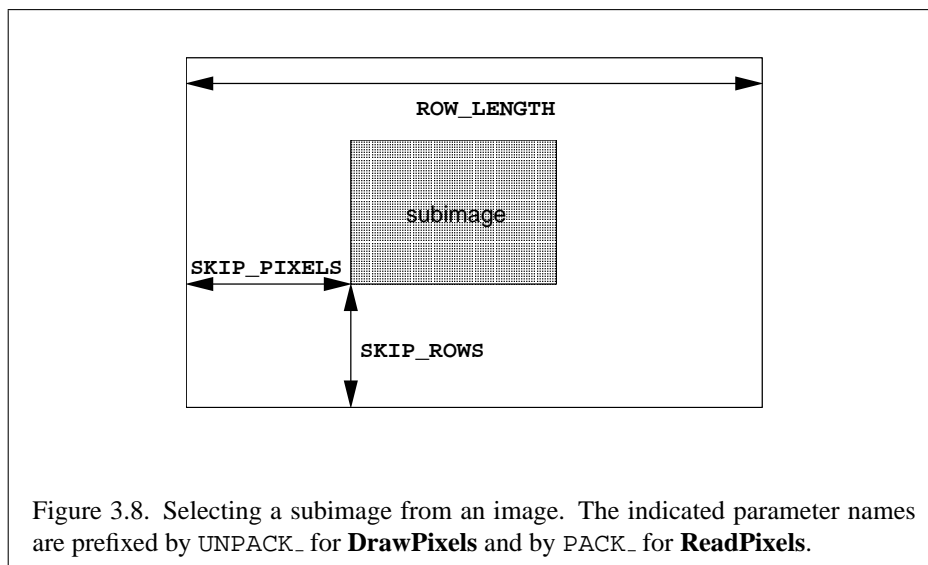 ROW_LENGTH
subimage
SKIP_PIXELS
SKIP_ROWS
Figure 3.8. Selecting a subimage from an image. The indicated parameter names
are prefixed by UNPACK_ for DrawPixels and by PACK_ for ReadPixels.